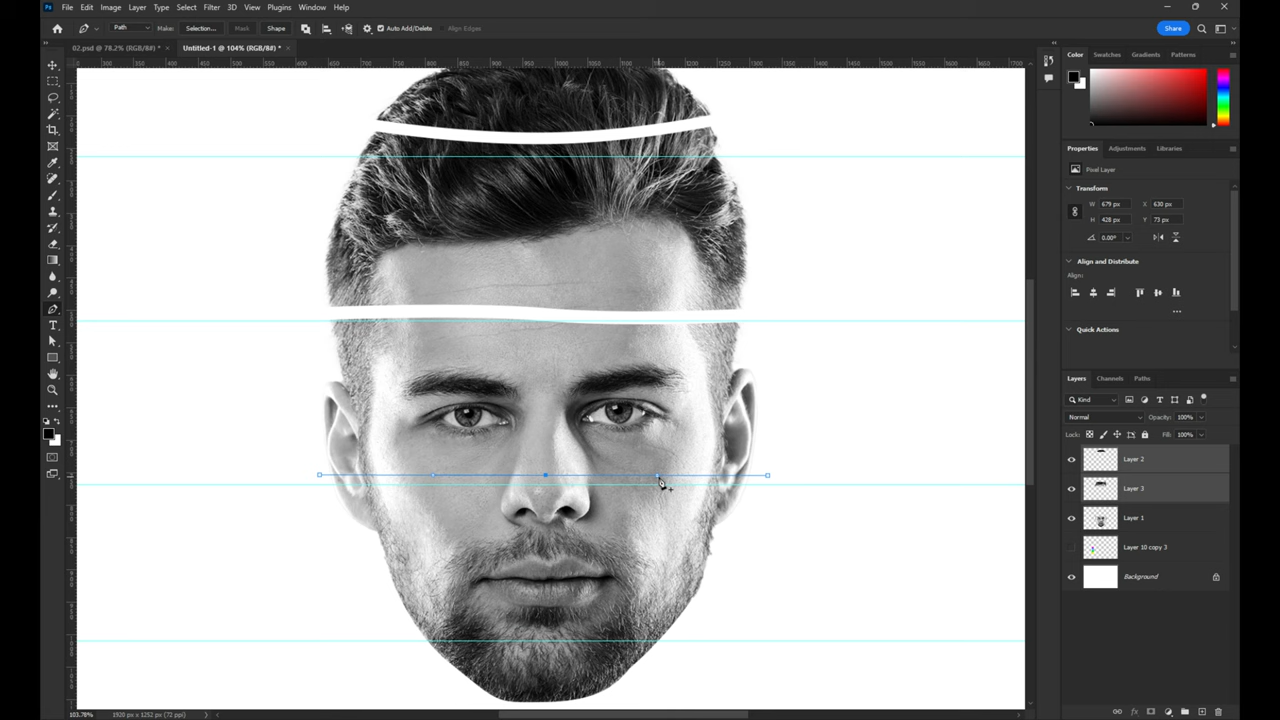 File Edit Image Layer Type Select Filter 3D View Plugins Window Help
Path Make: Selection... Mask Shape Auto Add/Delete Align Edges Share
02.psd @ 78.2% (RGB/8#) * × Untitled-1 @ 104% (RGB/8#) * ×
Color Swatches Gradients Patterns
Properties Adjustments Libraries
Pixel Layer
Transform
W 679 px X 630 px
H 428 px Y 73 px
0.00°
Align and Distribute
Align:
Quick Actions
Layers Channels Paths
Kind
Normal Opacity: 100%
Lock: Fill: 100%
Layer 2
Layer 3
Layer 1
Layer 10 copy 3
Background
103.78% 1920 px x 1252 px (72 ppi)